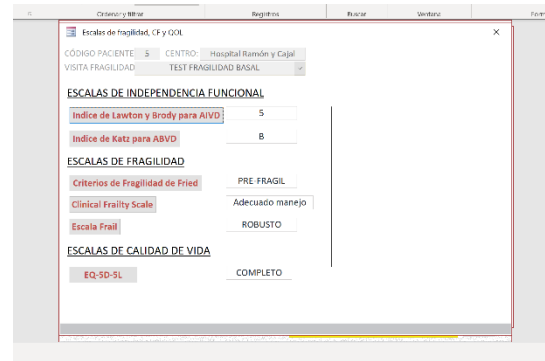 Ordenar y filtrar Registros Buscar Ventana Form
Escalas de fragilidad, CF y QOL
CÓDIGO PACIENTE 5 CENTRO: Hospital Ramón y Cajal
VISITA FRAGILIDAD TEST FRAGILIDAD BASAL
ESCALAS DE INDEPENDENCIA FUNCIONAL
Indice de Lawton y Brody para AIVD 5
Indice de Katz para ABVD B
ESCALAS DE FRAGILIDAD
Criterios de Fragilidad de Fried PRE-FRAGIL
Clinical Frailty Scale Adecuado manejo
Escala Frail ROBUSTO
ESCALAS DE CALIDAD DE VIDA
EQ-5D-5L COMPLETO